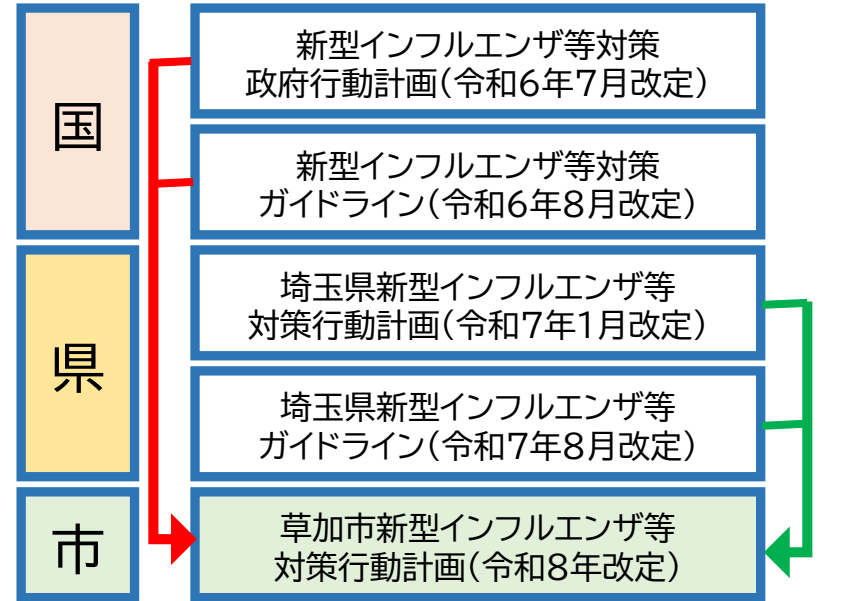 国
新型インフルエンザ等対策
政府行動計画(令和6年7月改定)
新型インフルエンザ等対策
ガイドライン(令和6年8月改定)
県
埼玉県新型インフルエンザ等
対策行動計画(令和7年1月改定)
埼玉県新型インフルエンザ等
ガイドライン(令和7年8月改定)
市
草加市新型インフルエンザ等
対策行動計画(令和8年改定)